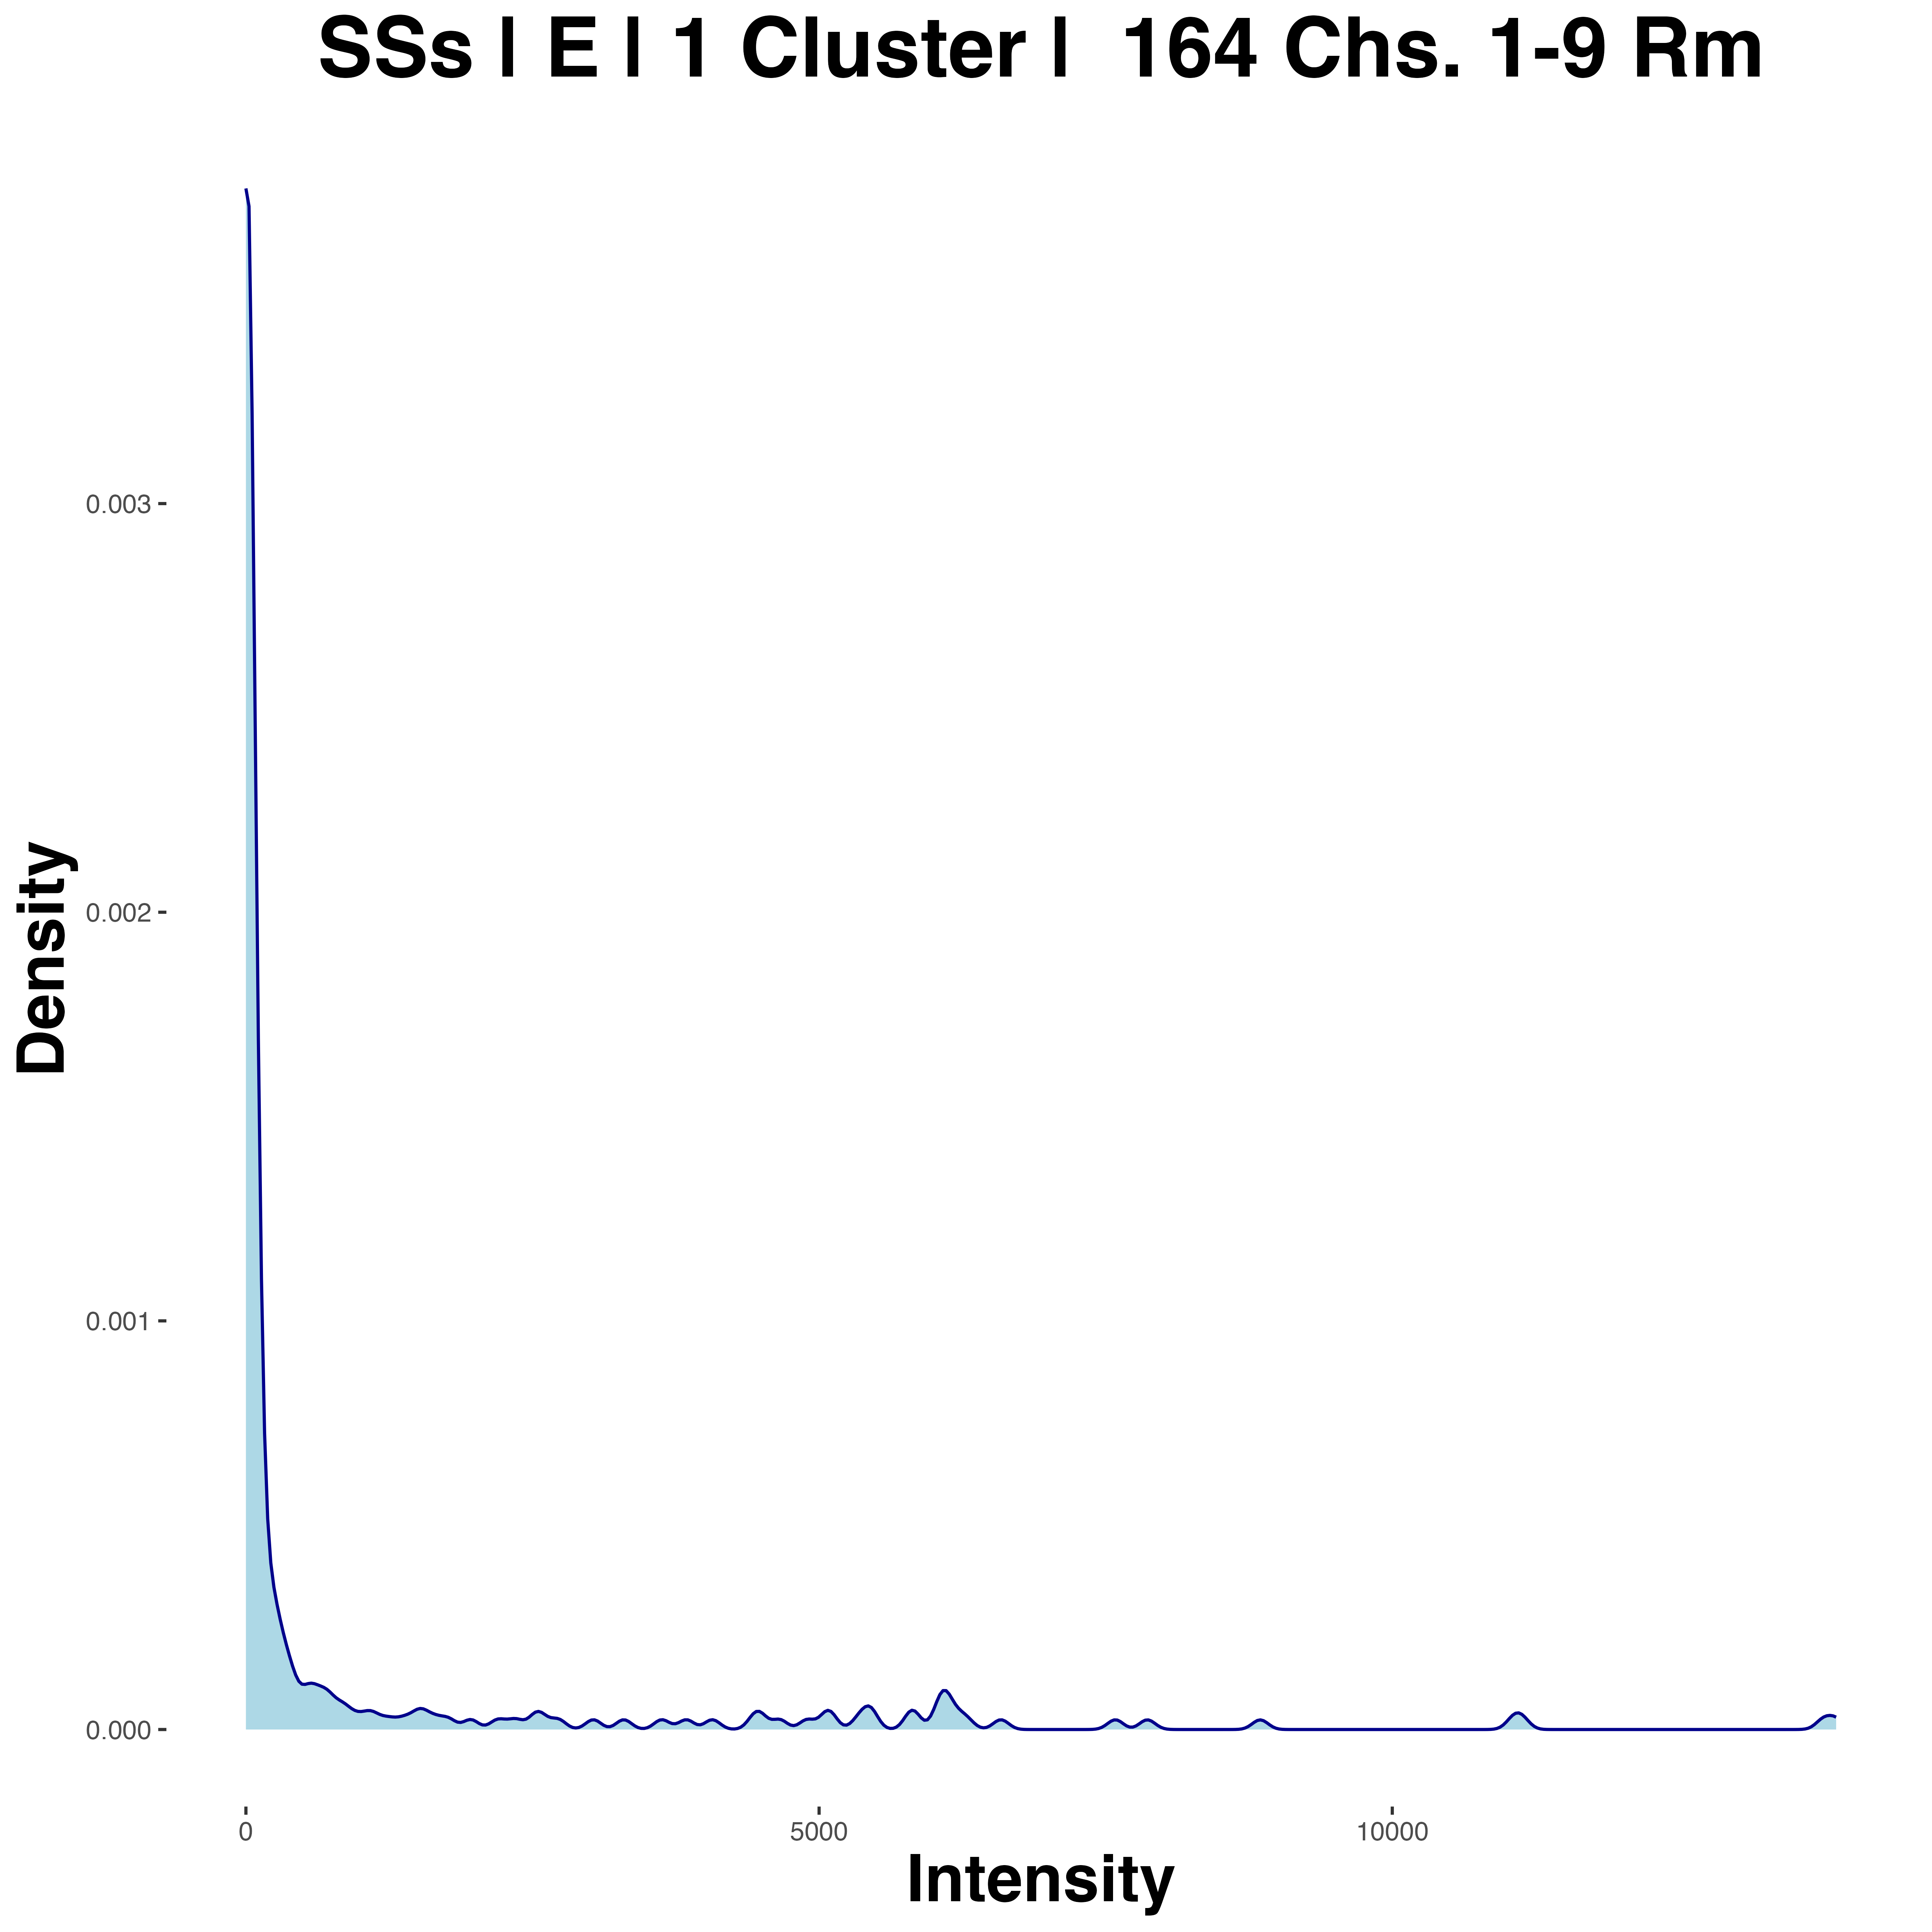 SSs | E | 1 Cluster |  164 Chs. 1-9 Rm
Density
0.003
0.002
0.001
0.000
0
5000
10000
Intensity